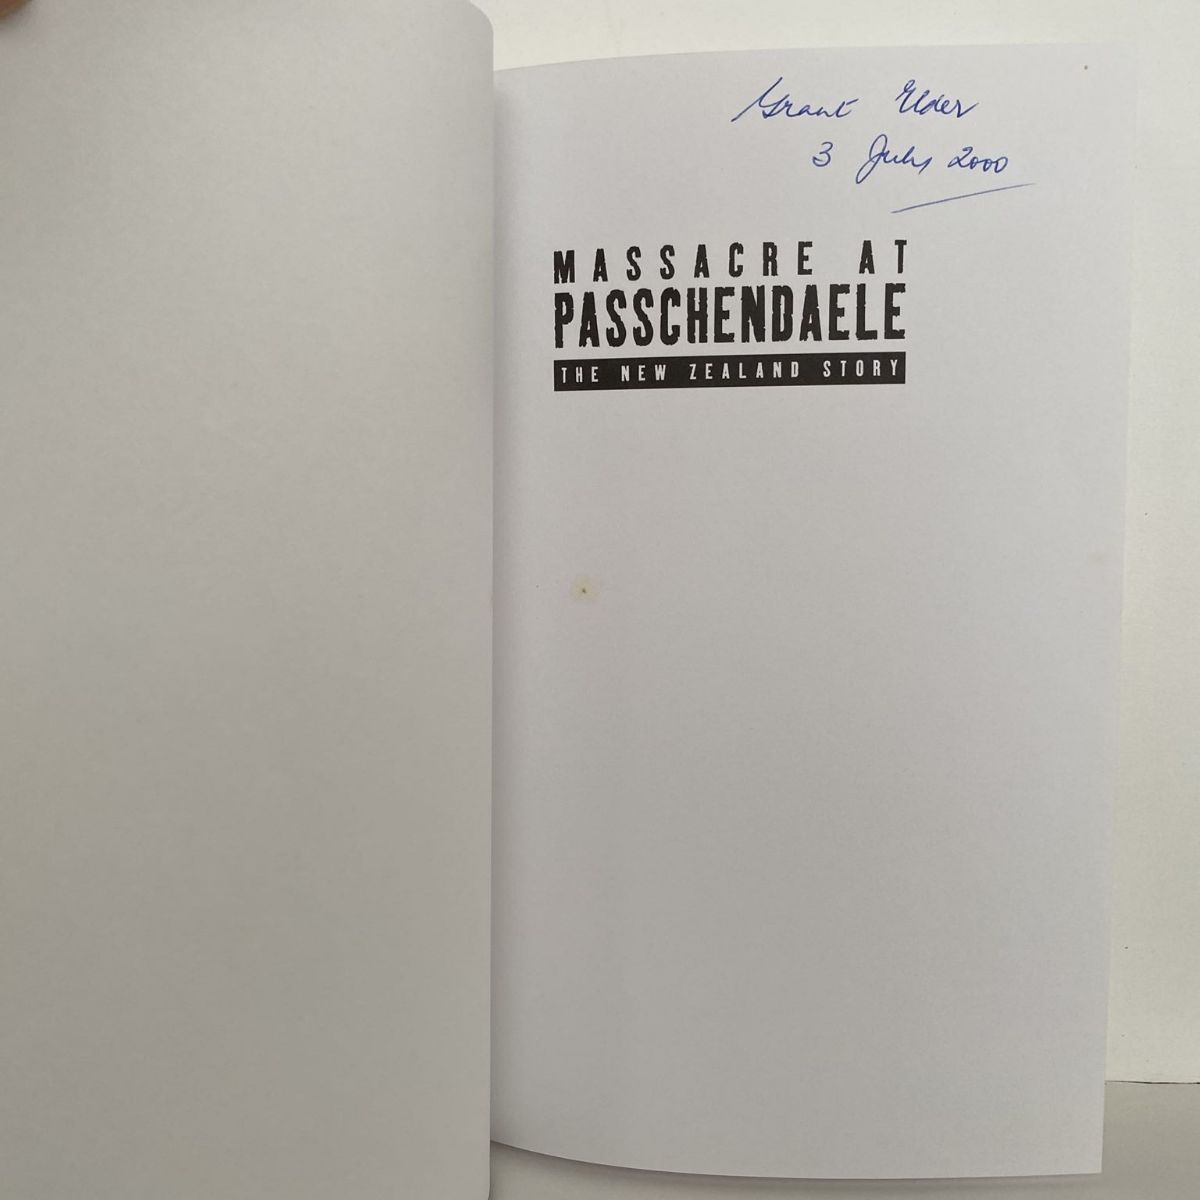 Grant Elder
3 July 2000
MASSACRE AT
PASSCHENDAELE
THE NEW ZEALAND STORY